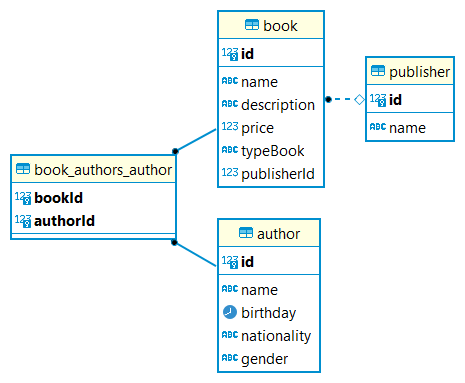 book
123 id
ABC name
ABC description
123 price
ABC typeBook
123 publisherId
publisher
123 id
ABC name
book_authors_author
123 bookId
123 authorId
author
123 id
ABC name
birthday
ABC nationality
ABC gender